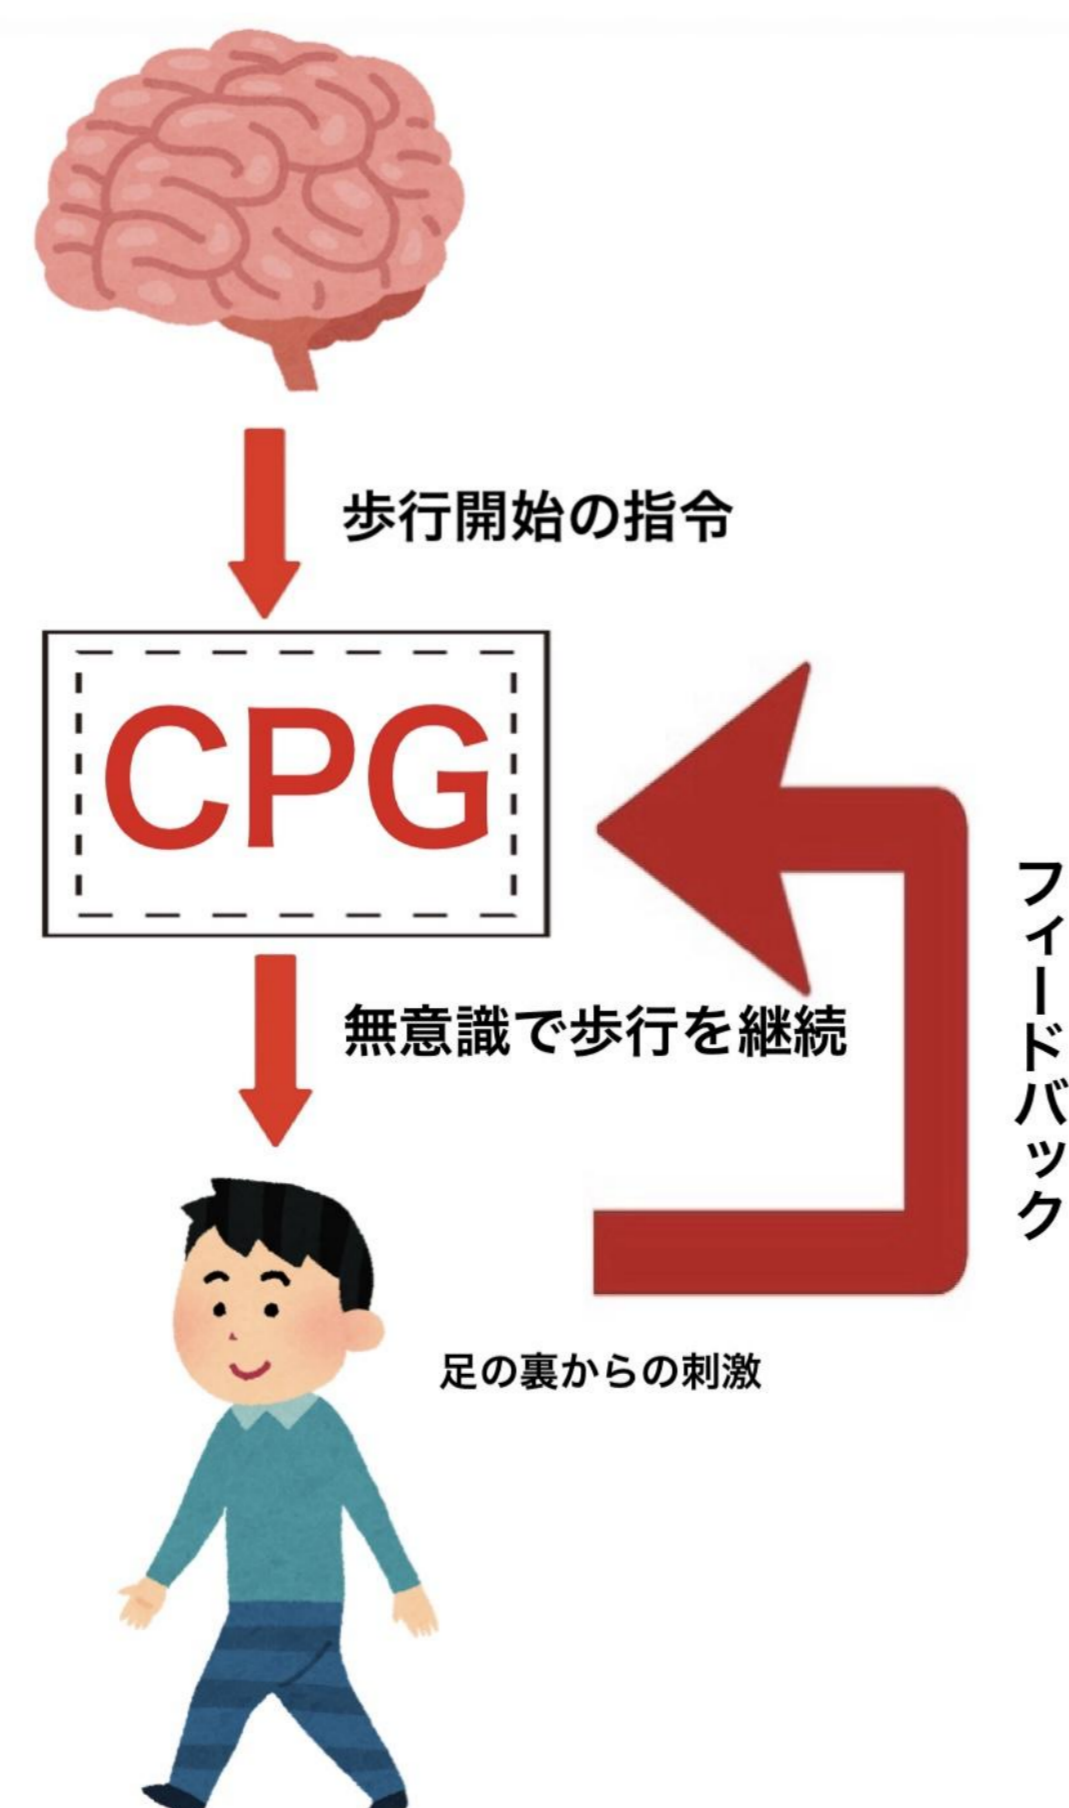 歩行開始の指令
CPG
無意識で歩行を継続
フィードバック
足の裏からの刺激